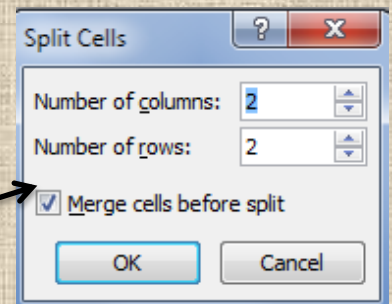 Split Cells
Number of columns: 2
Number of rows: 2
Merge cells before split
OK Cancel